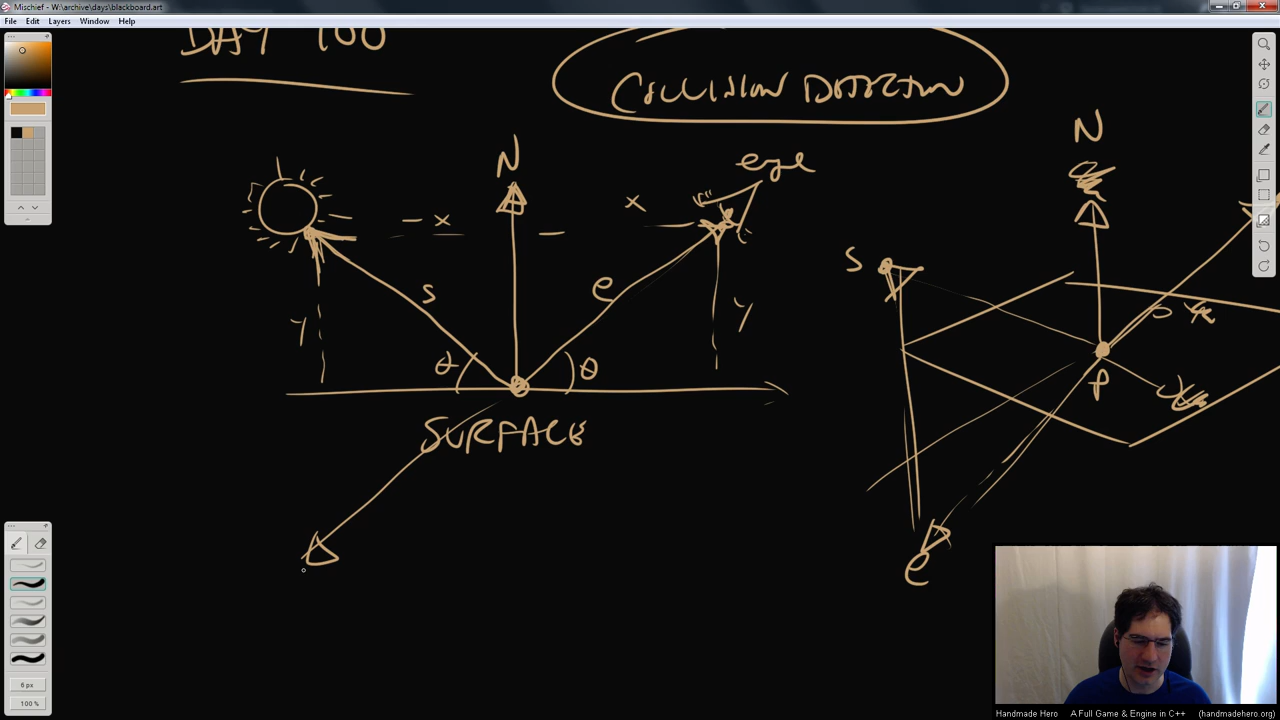 Mischief - W:\archive\days\blackboard.art
File Edit Layers Window Help
DAY 100
COLLISION DETECTION
N
eye
N
- x
x
S
s
e
Y
Y
θ
θ
P
SURFACE
e
6 px
100 %
Handmade Hero A Full Game & Engine in C++ (handmadehero.org)